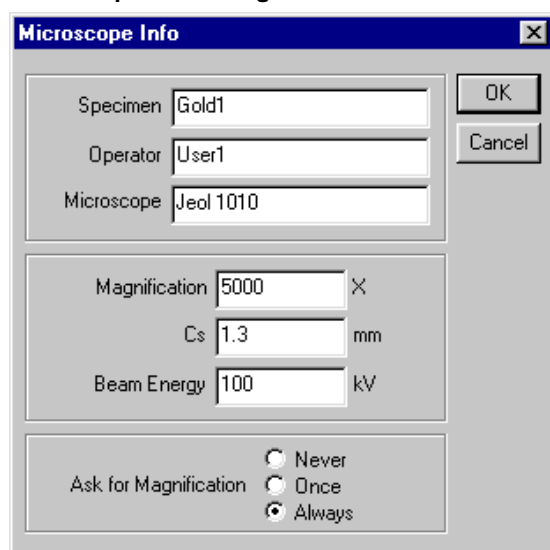 Microscope Info
Specimen Gold1
OK
Operator User1
Cancel
Microscope Jeol 1010
Magnification 5000 X
Cs 1.3 mm
Beam Energy 100 kV
Never
Ask for Magnification Once
Always